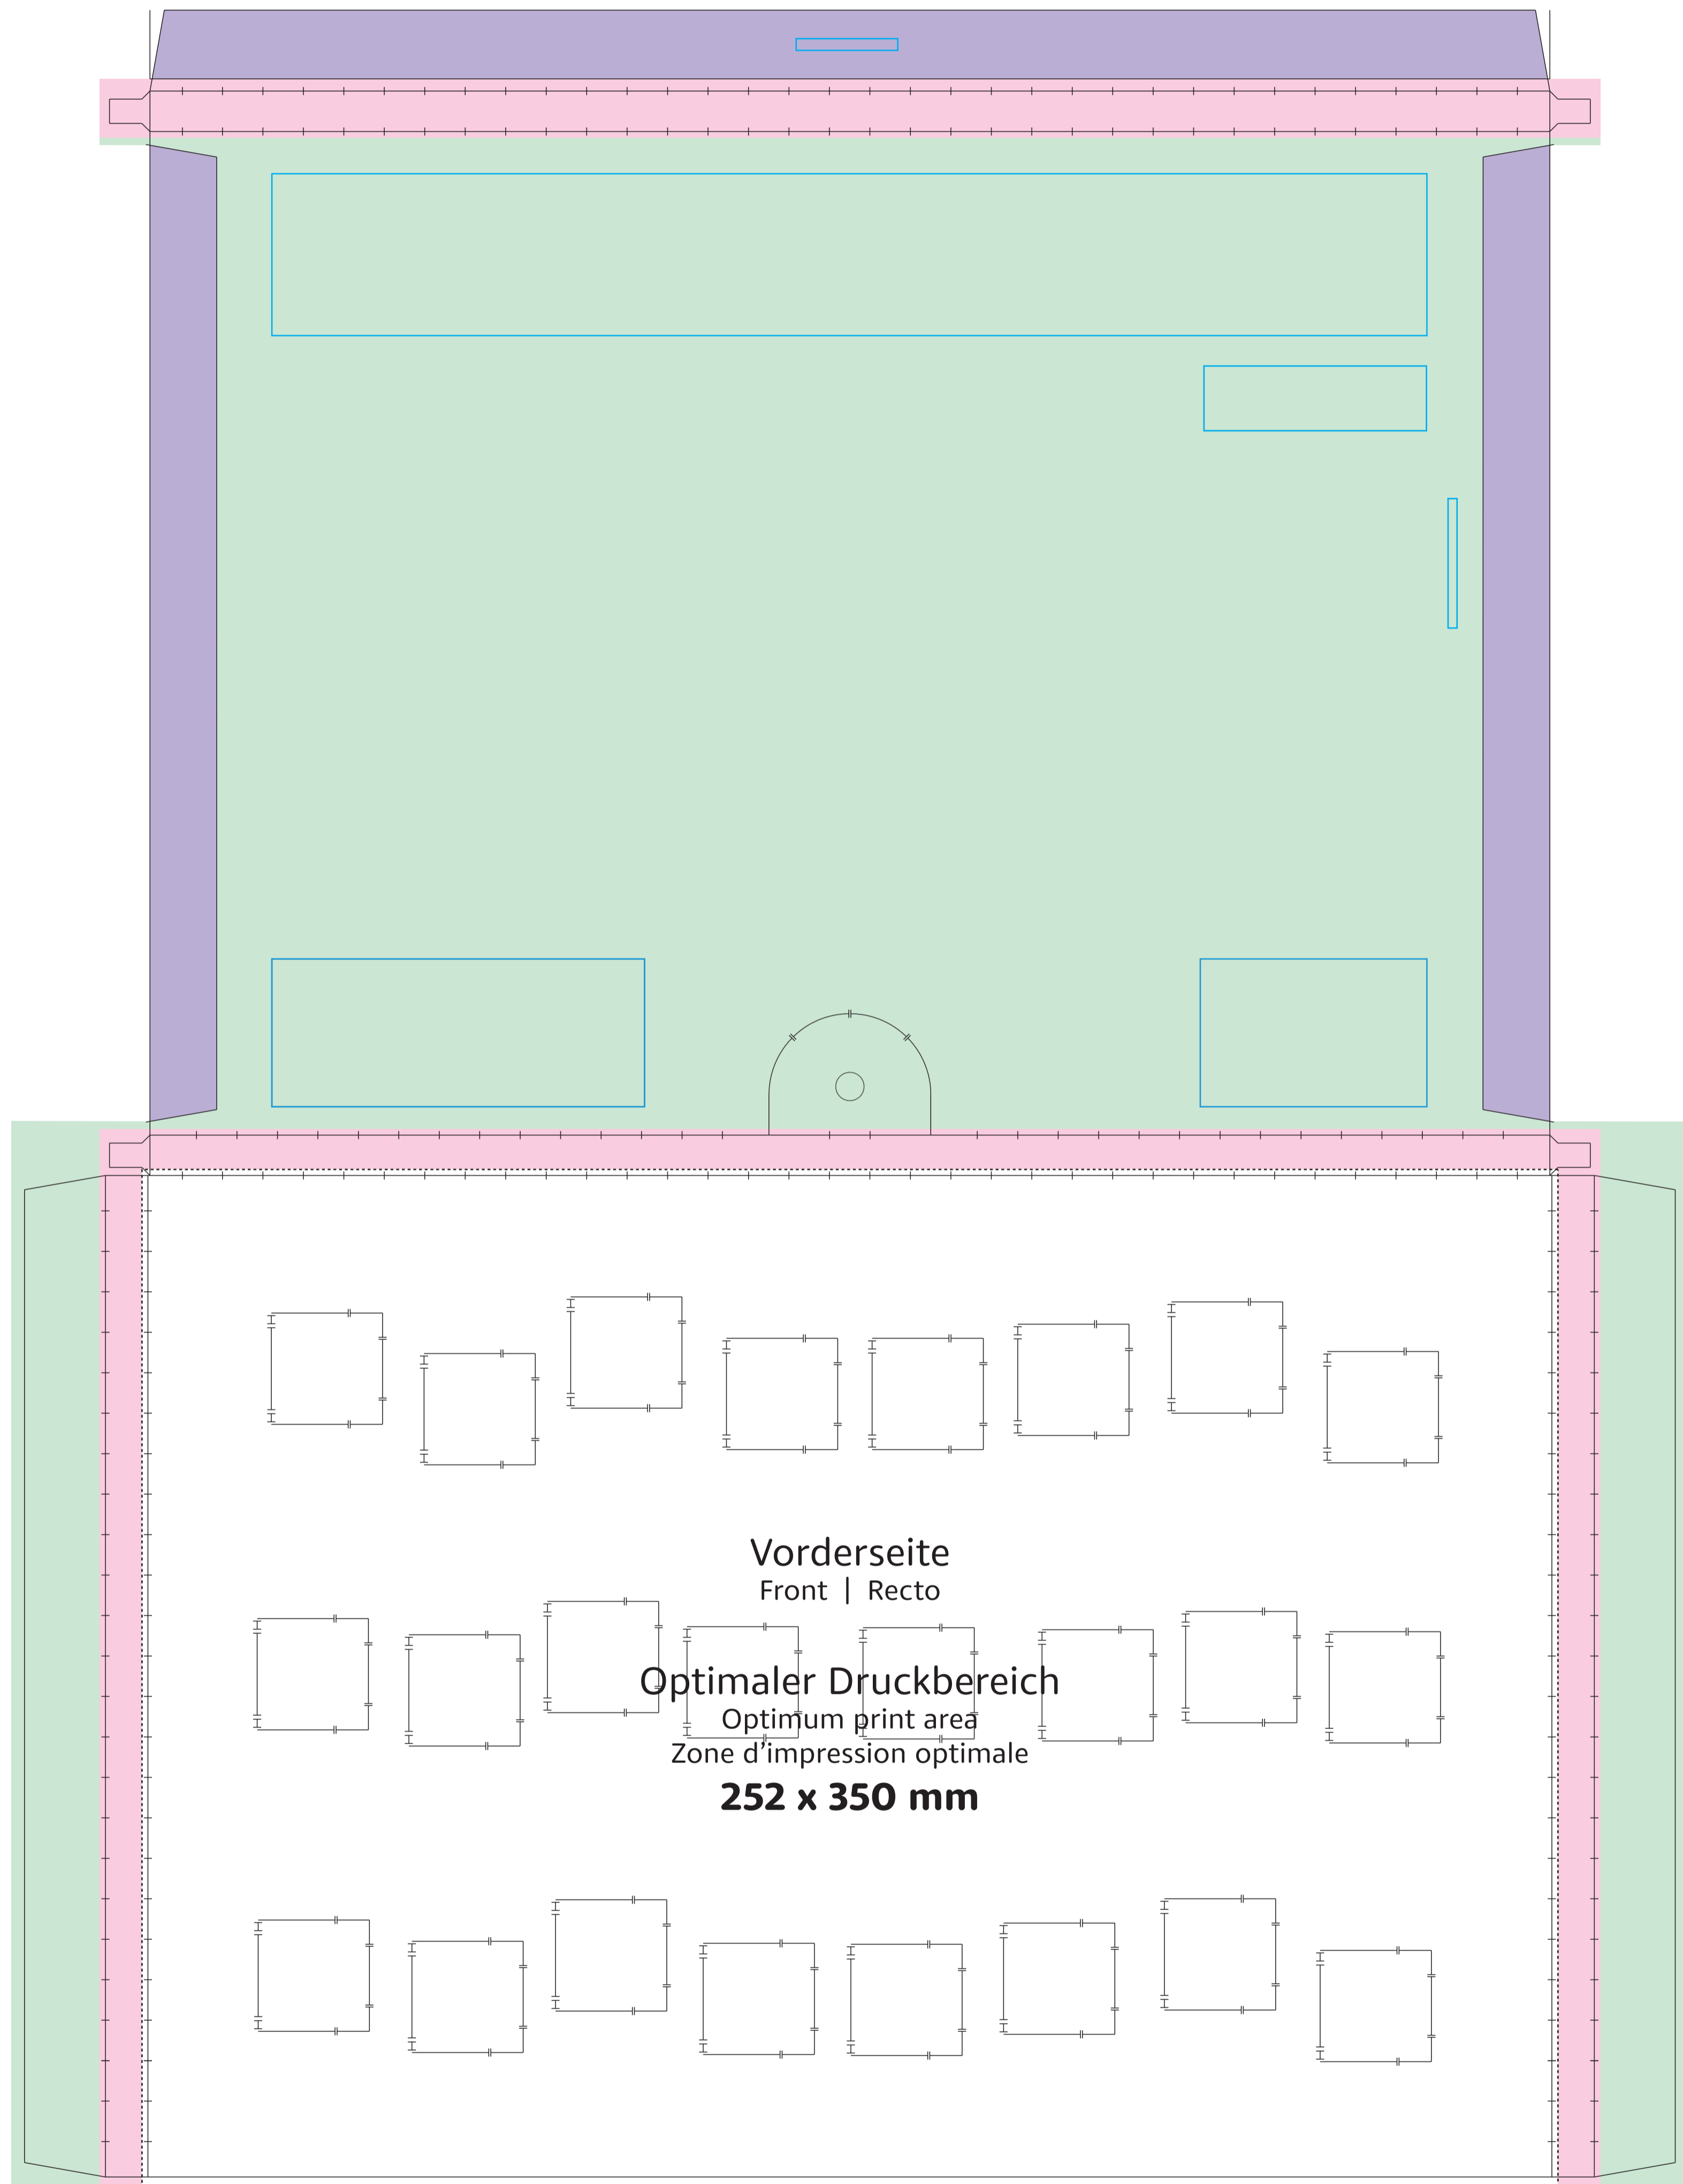 Vorderseite
Front | Recto
Optimaler Druckbereich
Optimum print area
Zone d’impression optimale
252 x 350 mm